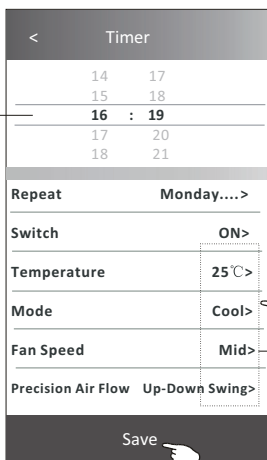 < Timer
14 17
15 18
16 : 19
17 20
18 21
Repeat Monday....>
Switch ON>
Temperature 25℃>
Mode Cool>
Fan Speed Mid>
Precision Air Flow Up-Down Swing>
Save